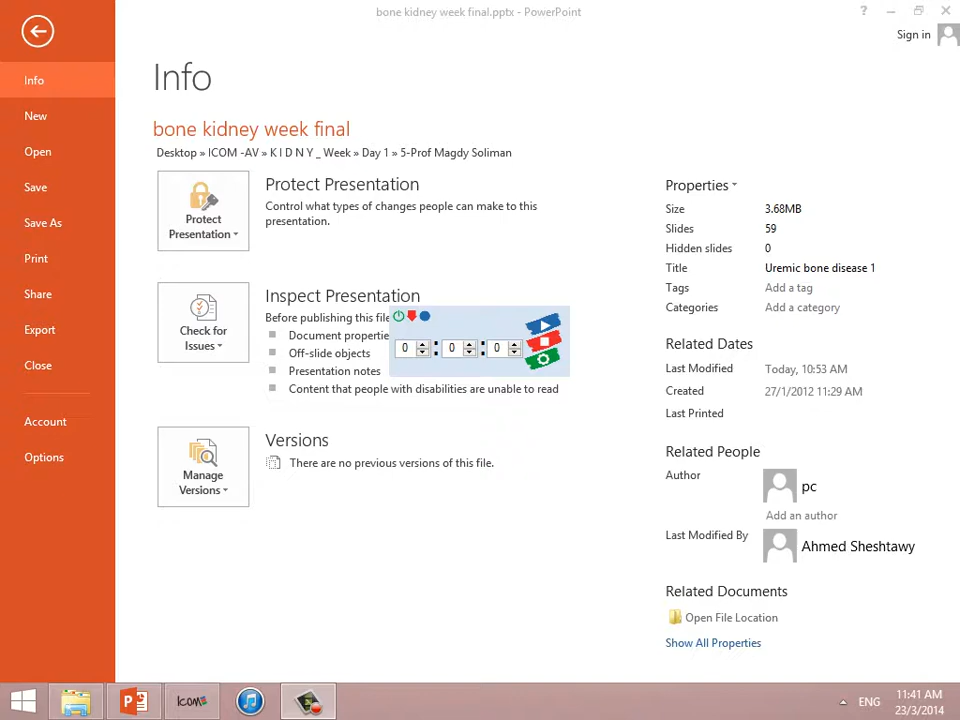 bone kidney week final.pptx - PowerPoint
?
Sign in
Info
New
Open
Save
Save As
Print
Share
Export
Close
Account
Options
Info
bone kidney week final
Desktop » ICOM -AV » K I D N Y _ Week » Day 1 » 5-Prof Magdy Soliman
Protect
Presentation
Protect Presentation
Control what types of changes people can make to this
presentation.
Check for
Issues
Inspect Presentation
Before publishing this file
Document propertie
Off-slide objects
Presentation notes
Content that people with disabilities are unable to read
0 : 0 : 0
Manage
Versions
Versions
There are no previous versions of this file.
Properties
Size 3.68MB
Slides 59
Hidden slides 0
Title Uremic bone disease 1
Tags Add a tag
Categories Add a category
Related Dates
Last Modified Today, 10:53 AM
Created 27/1/2012 11:29 AM
Last Printed
Related People
Author pc
Add an author
Last Modified By Ahmed Sheshtawy
Related Documents
Open File Location
Show All Properties
Icom
ENG
11:41 AM
23/3/2014